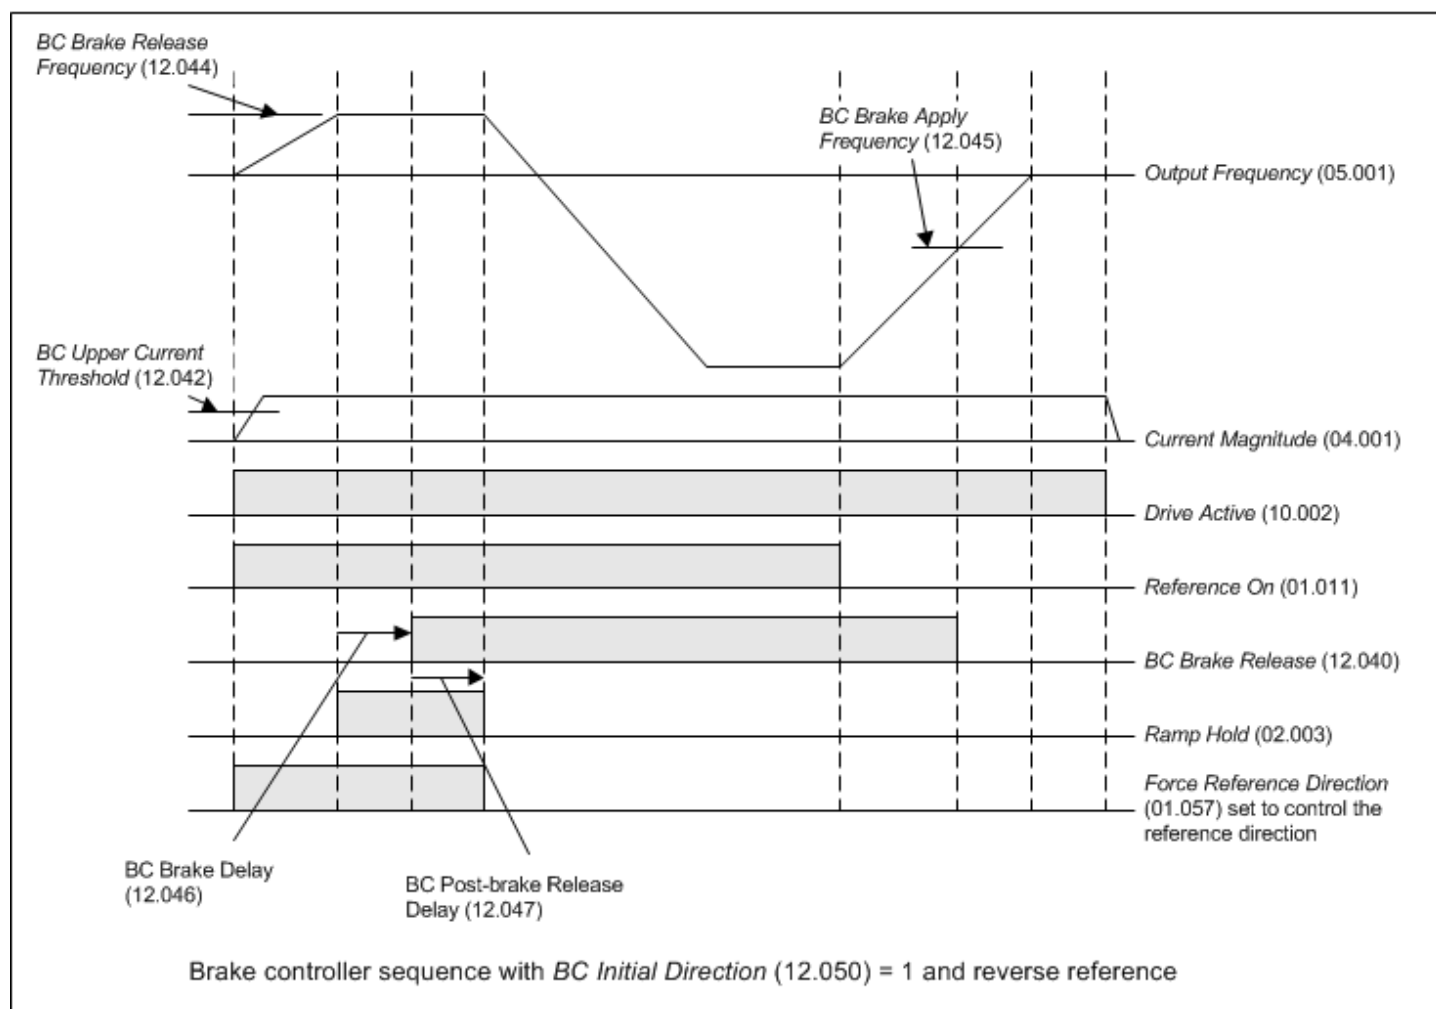 BC Brake Release
Frequency (12.044)
BC Brake Apply
Frequency (12.045)
Output Frequency (05.001)
BC Upper Current
Threshold (12.042)
Current Magnitude (04.001)
Drive Active (10.002)
Reference On (01.011)
BC Brake Release (12.040)
Ramp Hold (02.003)
Force Reference Direction
(01.057) set to control the
reference direction
BC Brake Delay
(12.046)
BC Post-brake Release
Delay (12.047)
Brake controller sequence with BC Initial Direction (12.050) = 1 and reverse reference